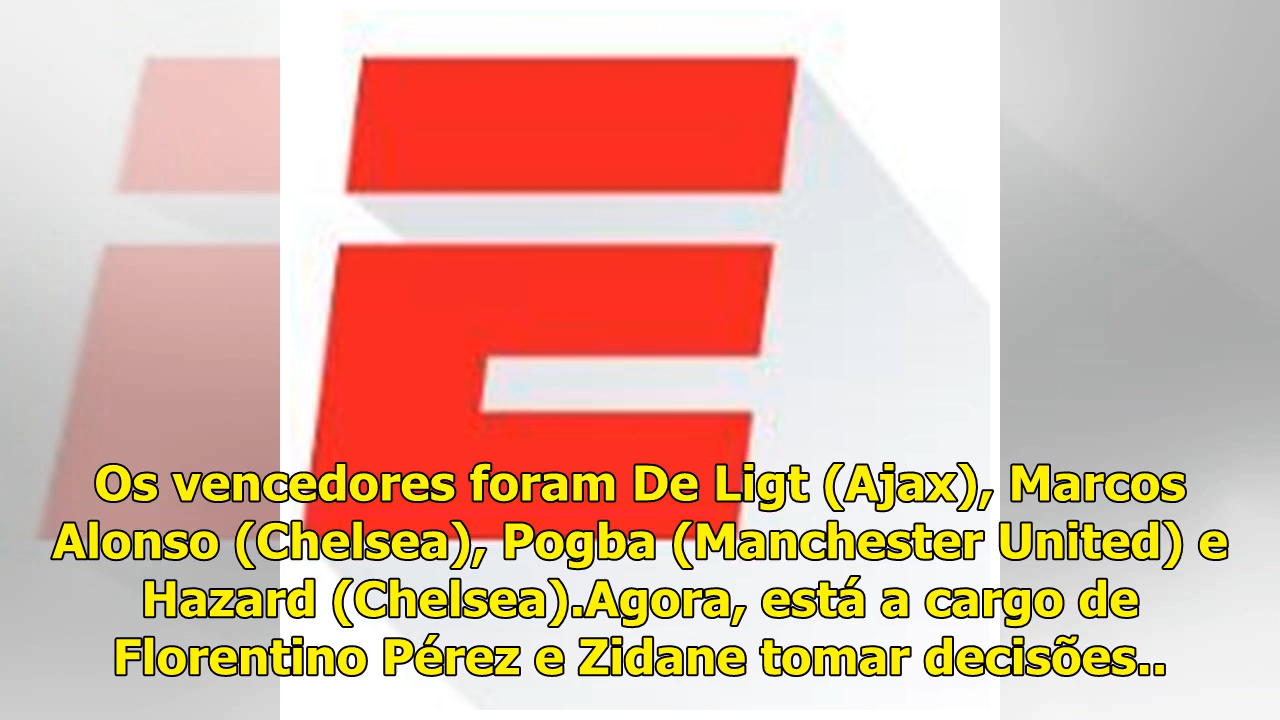 Os vencedores foram De Ligt (Ajax), Marcos
Alonso (Chelsea), Pogba (Manchester United) e
Hazard (Chelsea).Agora, está a cargo de
Florentino Pérez e Zidane tomar decisões..